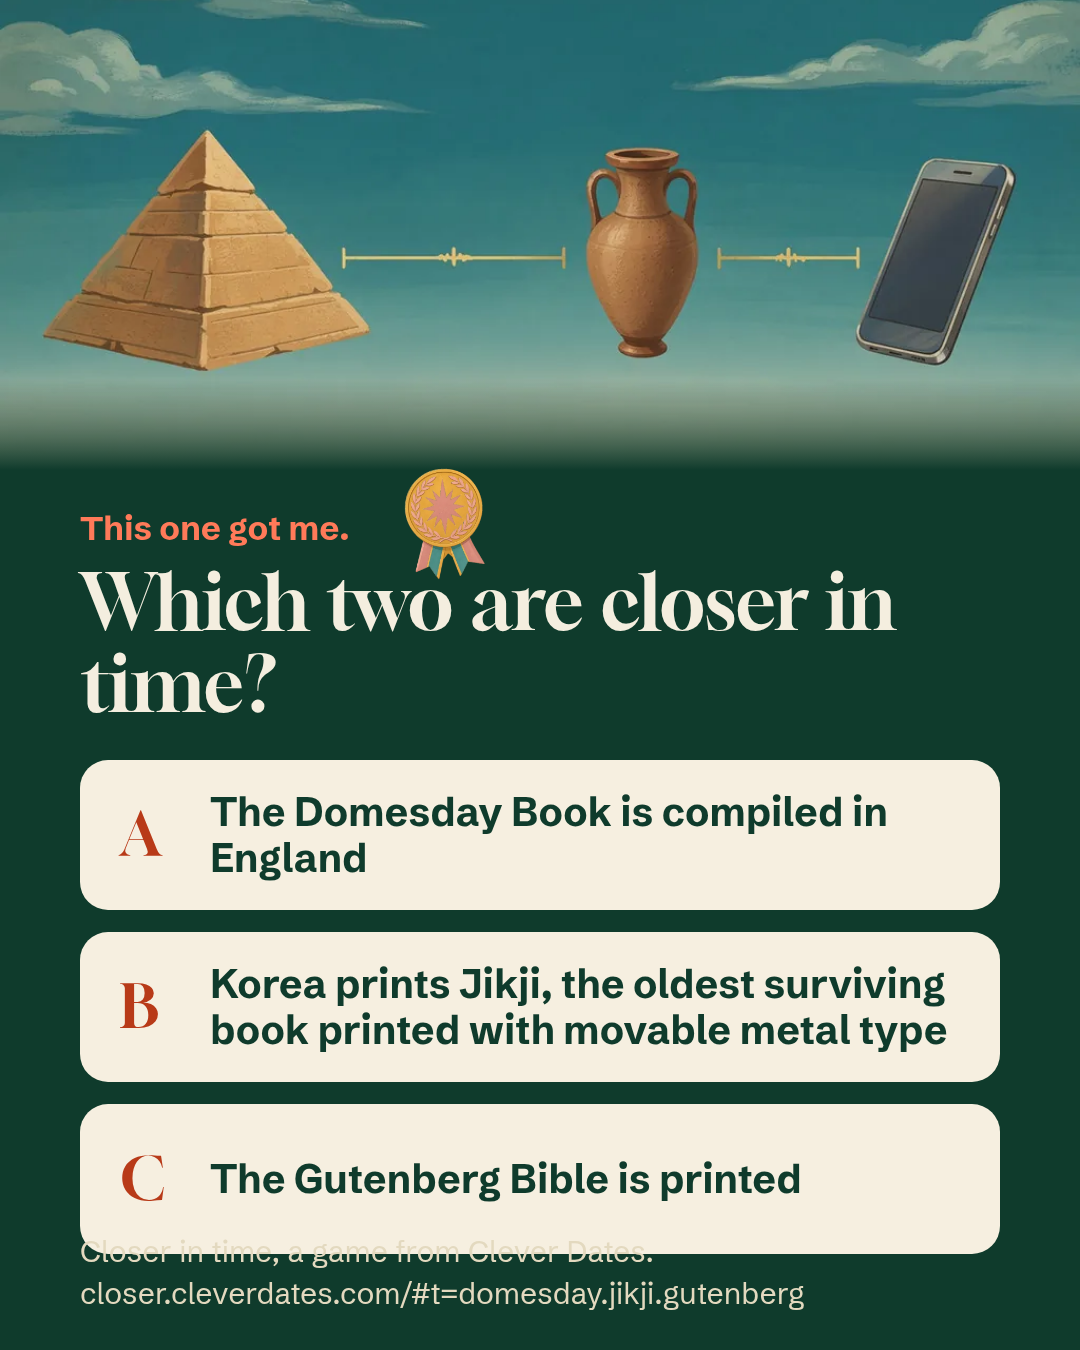 This one got me.
Which two are closer in
time?
A
The Domesday Book is compiled in
England
B
Korea prints Jikji, the oldest surviving
book printed with movable metal type
C
The Gutenberg Bible is printed
Closer in time, a game from Clever Dates.
closer.cleverdates.com/#t=domesday.jikji.gutenberg